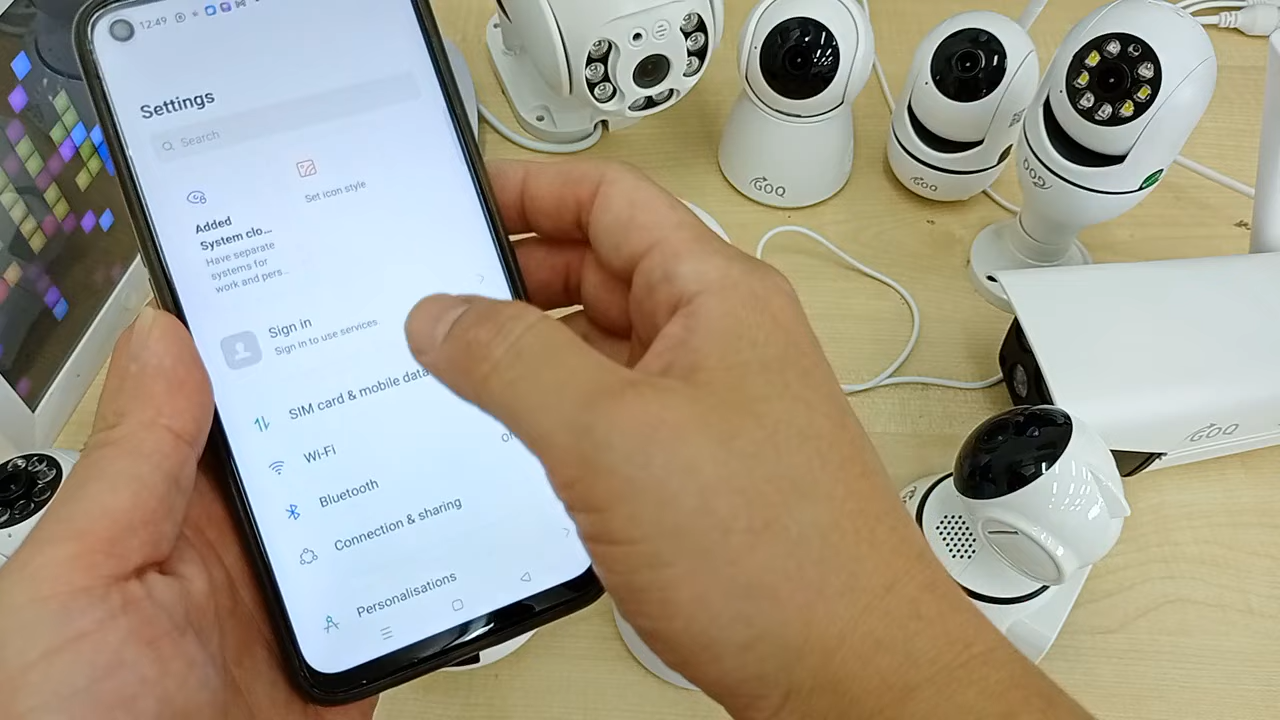 12:49
Settings
Search
Set icon style
Added
System clo...
Have separate
systems for
work and pers...
Sign in
Sign in to use services
SIM card & mobile data
Wi-Fi
Bluetooth
Connection & sharing
Personalisations
GOO
GOO
GOO
GOO